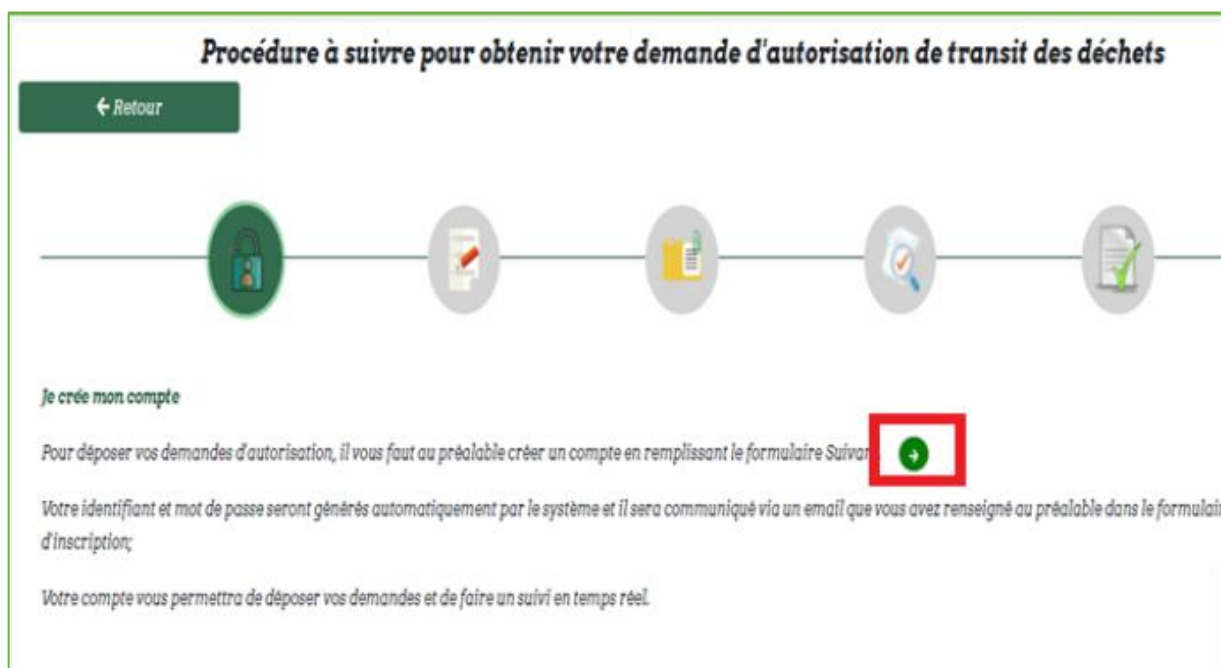 Procédure à suivre pour obtenir votre demande d'autorisation de transit des déchets
← Retour
Je crée mon compte
Pour déposer vos demandes d'autorisation, il vous faut au préalable créer un compte en remplissant le formulaire
Votre identifiant et mot de passe seront générés automatiquement par le système et il sera communiqué via un email que vous avez renseigné au préalable dans le
d'inscription;
Votre compte vous permettra de déposer vos demandes et de faire un suivi en temps réel.